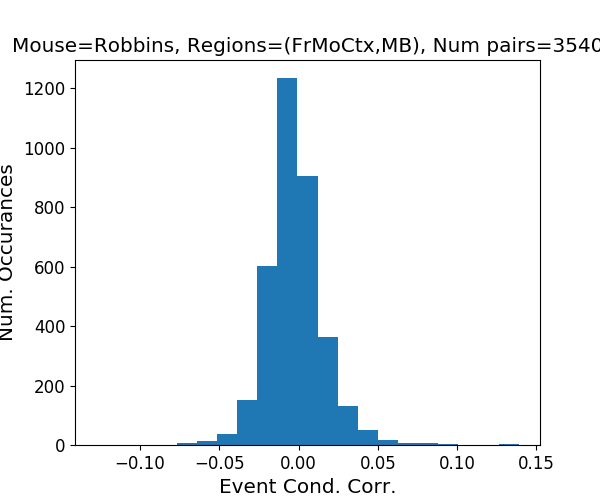 Mouse=Robbins, Regions=(FrMoCtx,MB), Num pairs=3540
1200
1000
800
600
400
200
0
Num. Occurances
−0.10 −0.05 0.00 0.05 0.10 0.15
Event Cond. Corr.